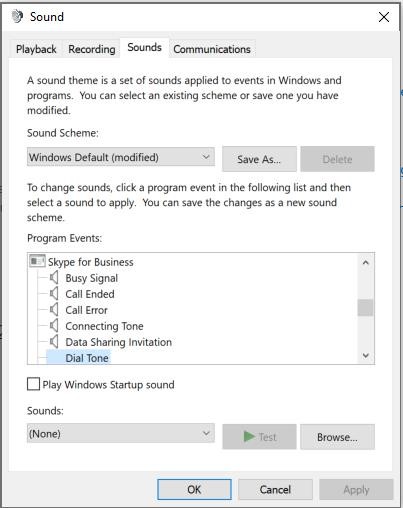 Sound
Playback Recording Sounds Communications
A sound theme is a set of sounds applied to events in Windows and
programs. You can select an existing scheme or save one you have
modified.
Sound Scheme:
Windows Default (modified) Save As... Delete
To change sounds, click a program event in the following list and then
select a sound to apply. You can save the changes as a new sound
scheme.
Program Events:
Skype for Business
Busy Signal
Call Ended
Call Error
Connecting Tone
Data Sharing Invitation
Dial Tone
Play Windows Startup sound
Sounds:
(None) Test Browse...
OK Cancel Apply